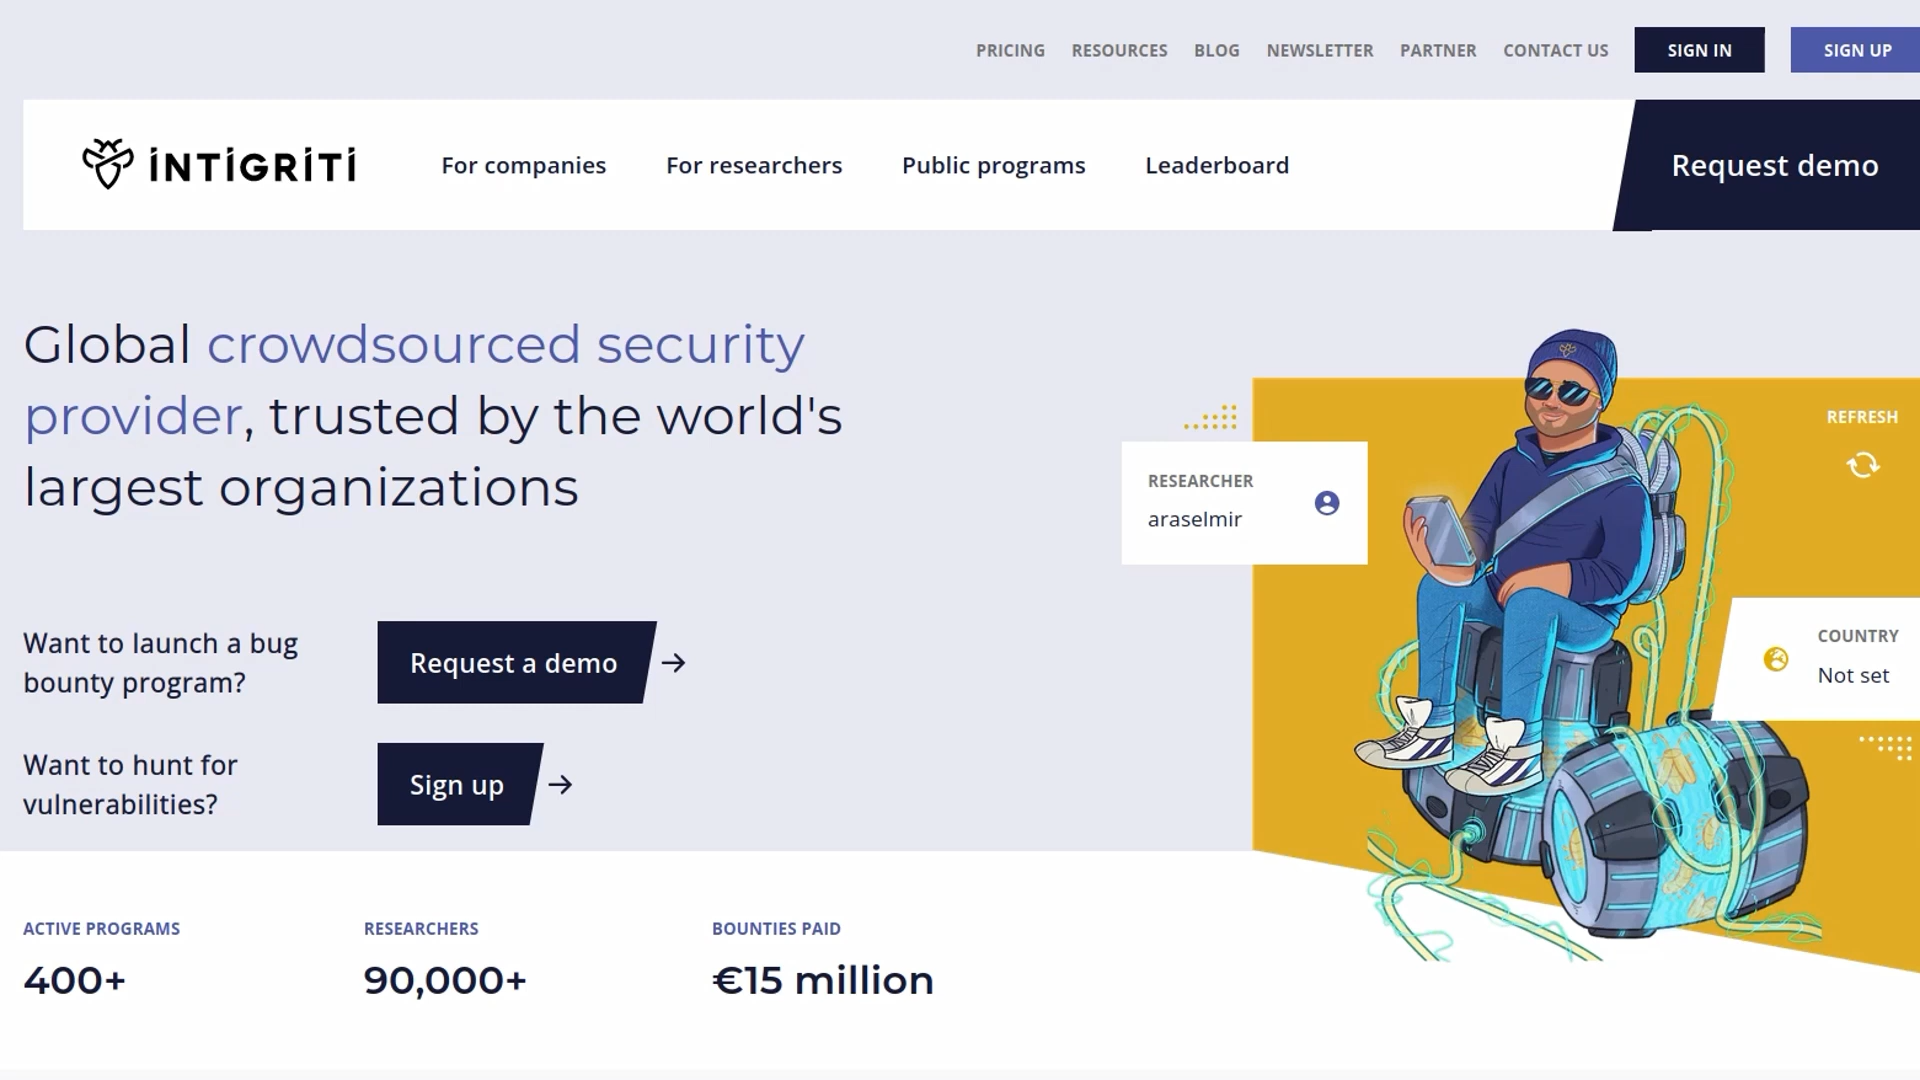 PRICING RESOURCES BLOG NEWSLETTER PARTNER CONTACT US SIGN IN SIGN UP
INTIGRITI For companies For researchers Public programs Leaderboard Request demo
Global crowdsourced security
provider, trusted by the world's
largest organizations
Want to launch a bug
bounty program?
Request a demo
Want to hunt for
vulnerabilities?
Sign up
RESEARCHER
araselmir
REFRESH
COUNTRY
Not set
ACTIVE PROGRAMS
400+
RESEARCHERS
90,000+
BOUNTIES PAID
€15 million